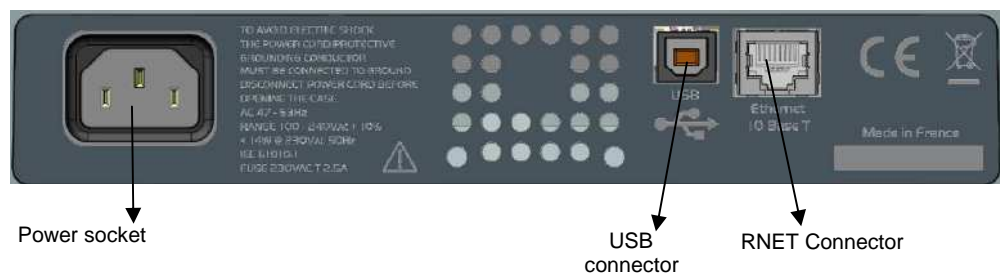 TO AVOID ELECTRIC SHOCK
THE POWER CORD PROTECTIVE
GROUNDING CONDUCTOR
MUST BE CONNECTED TO GROUND
DISCONNECT POWER CORD BEFORE
OPENING THE CASE
AC 47 - 63Hz
RANGE 100 - 240VAC ± 10%
< 14W @ 230VAC 50Hz
IEC 61010-1
FUSE 230VAC T 2.5A
USB
Ethernet
10 Base T
CE
Made in France
Power socket
USB
connector
RNET Connector